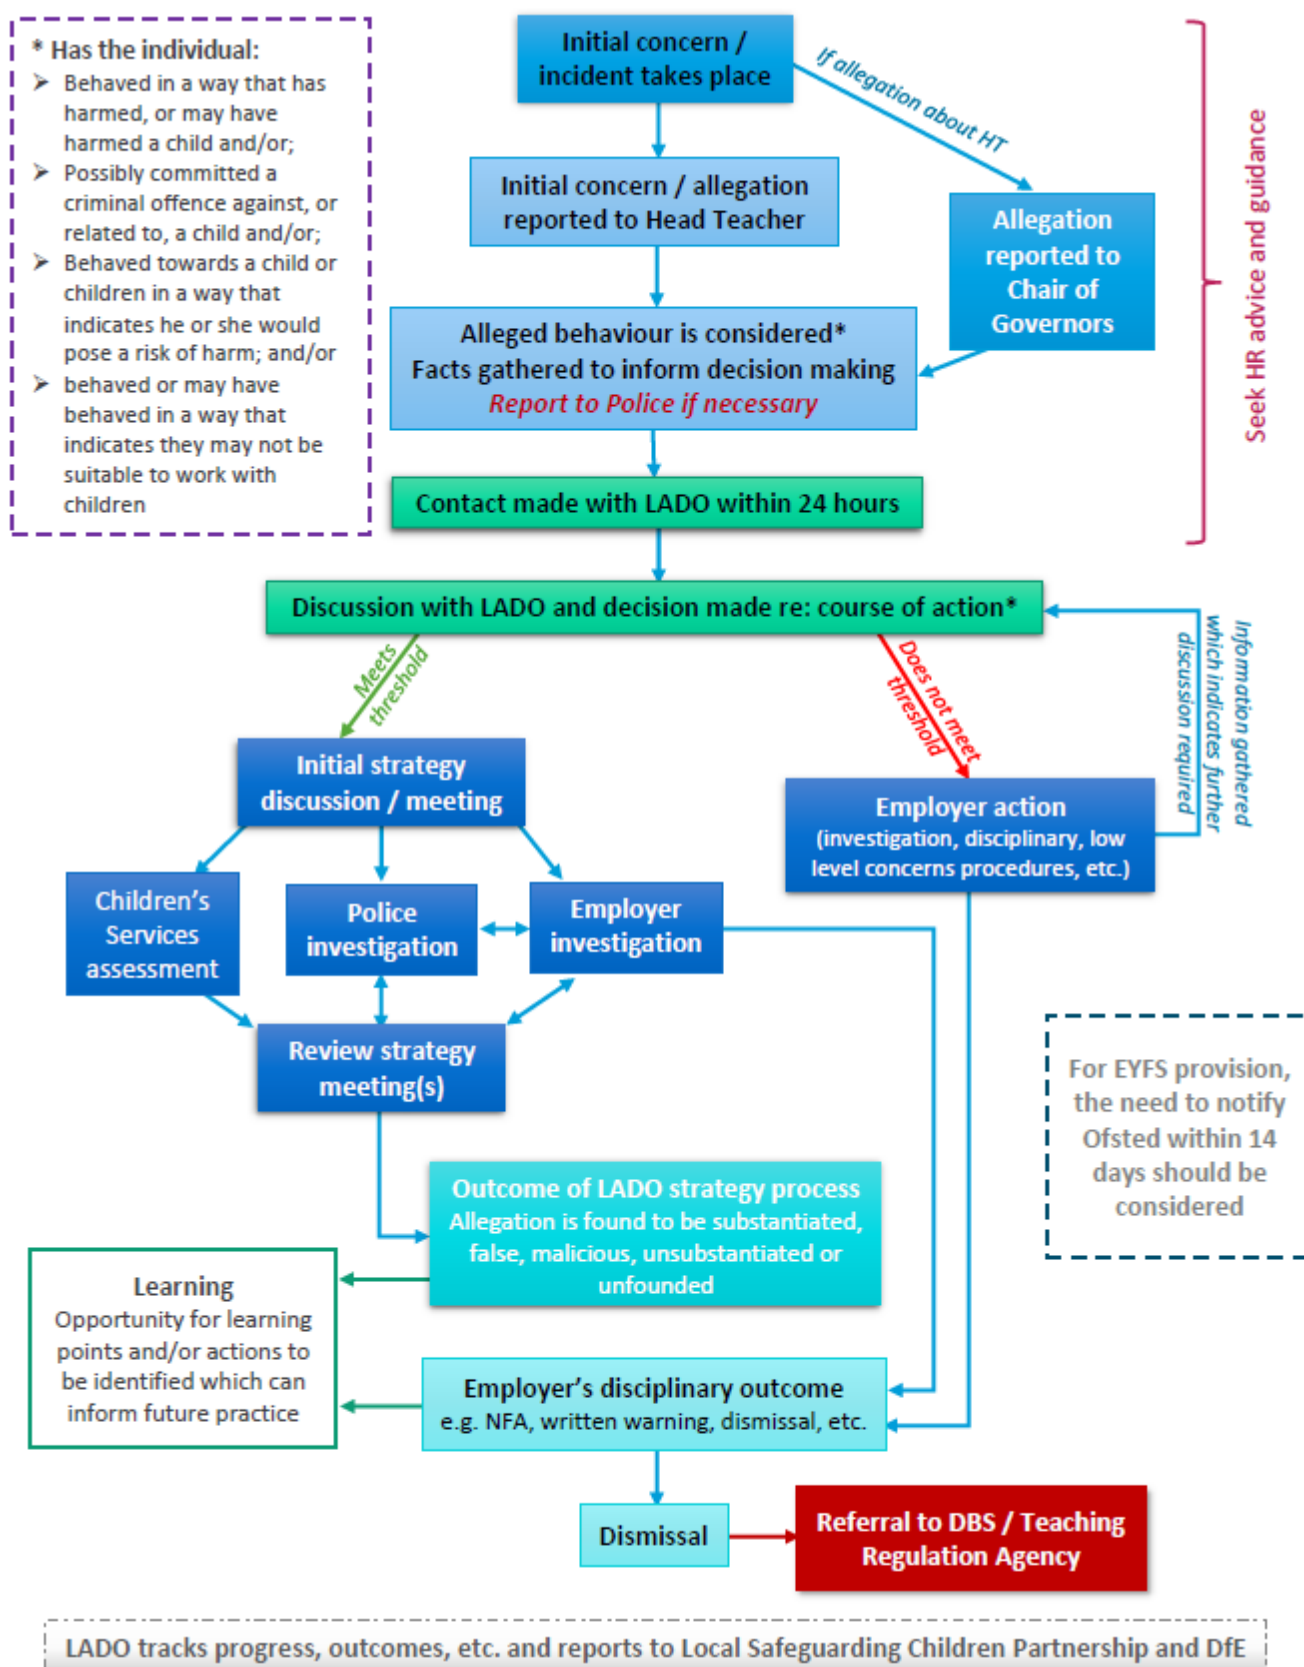 * Has the individual:
➢ Behaved in a way that has
harmed, or may have
harmed a child and/or;
➢ Possibly committed a
criminal offence against, or
related to, a child and/or;
➢ Behaved towards a child or
children in a way that
indicates he or she would
pose a risk of harm; and/or
➢ behaved or may have
behaved in a way that
indicates they may not be
suitable to work with
children
Initial concern /
incident takes place
If allegation about HT
Initial concern / allegation
reported to Head Teacher
Allegation
reported to
Chair of
Governors
Alleged behaviour is considered*
Facts gathered to inform decision making
Report to Police if necessary
Contact made with LADO within 24 hours
Seek HR advice and guidance
Discussion with LADO and decision made re: course of action*
Meets
threshold
Does not meet
threshold
Information gathered
which indicates further
discussion required
Initial strategy
discussion / meeting
Employer action
(investigation, disciplinary, low
level concerns procedures, etc.)
Children's
Services
assessment
Police
investigation
Employer
investigation
Review strategy
meeting(s)
For EYFS provision,
the need to notify
Ofsted within 14
days should be
considered
Outcome of LADO strategy process
Allegation is found to be substantiated,
false, malicious, unsubstantiated or
unfounded
Learning
Opportunity for learning
points and/or actions to
be identified which can
inform future practice
Employer's disciplinary outcome
e.g. NFA, written warning, dismissal, etc.
Dismissal
Referral to DBS / Teaching
Regulation Agency
LADO tracks progress, outcomes, etc. and reports to Local Safeguarding Children Partnership and DfE